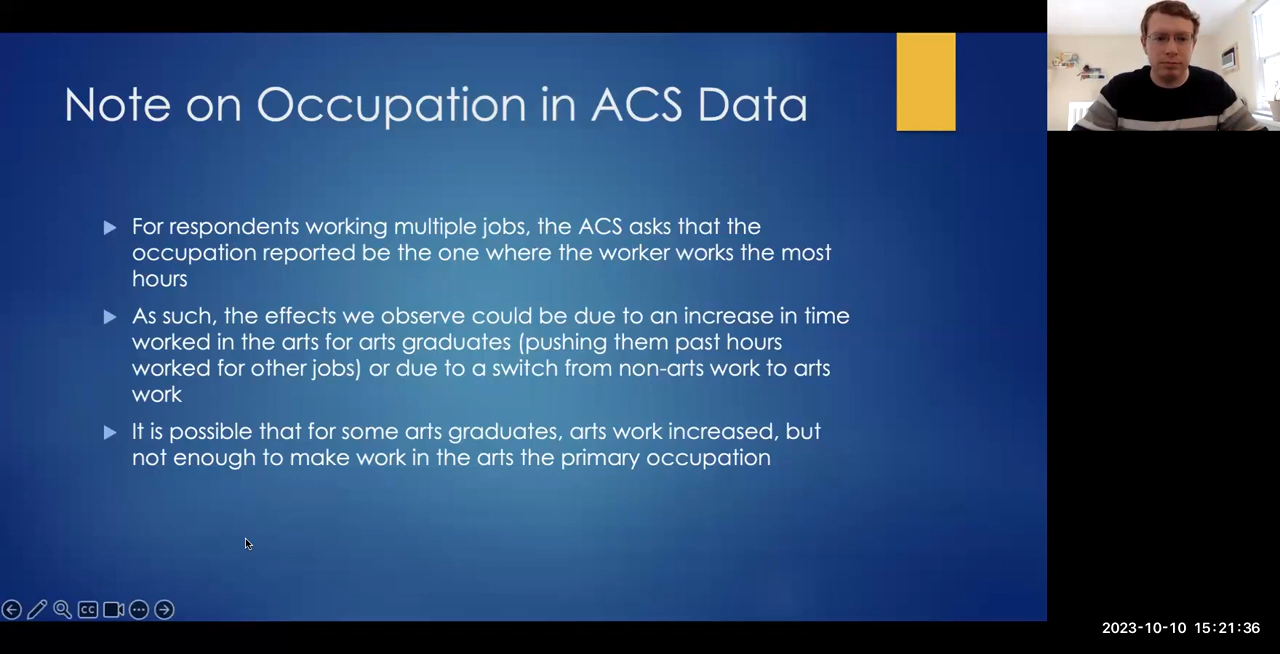 Note on Occupation in ACS Data
For respondents working multiple jobs, the ACS asks that the
occupation reported be the one where the worker works the most
hours
As such, the effects we observe could be due to an increase in time
worked in the arts for arts graduates (pushing them past hours
worked for other jobs) or due to a switch from non-arts work to arts
work
It is possible that for some arts graduates, arts work increased, but
not enough to make work in the arts the primary occupation
CC
2023-10-10 15:21:36